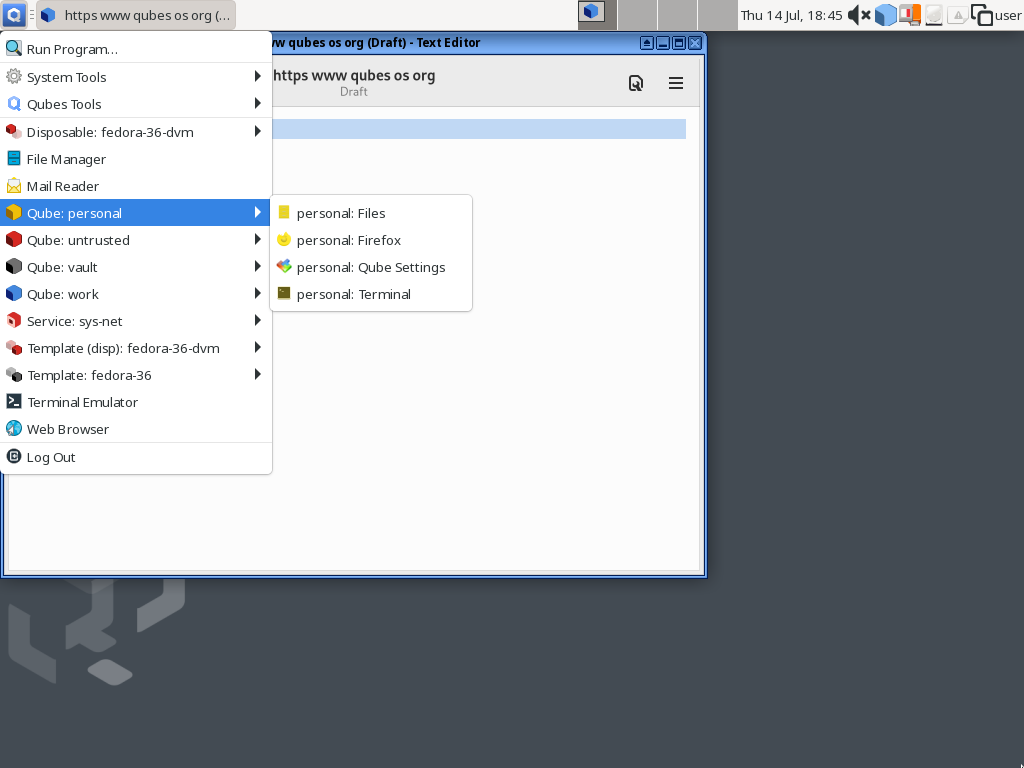 https www qubes os org (...
Thu 14 Jul, 18:45
user
ww qubes os org (Draft) - Text Editor
https www qubes os org
Draft
Run Program...
System Tools
Qubes Tools
Disposable: fedora-36-dvm
File Manager
Mail Reader
Qube: personal
Qube: untrusted
Qube: vault
Qube: work
Service: sys-net
Template (disp): fedora-36-dvm
Template: fedora-36
Terminal Emulator
Web Browser
Log Out
personal: Files
personal: Firefox
personal: Qube Settings
personal: Terminal